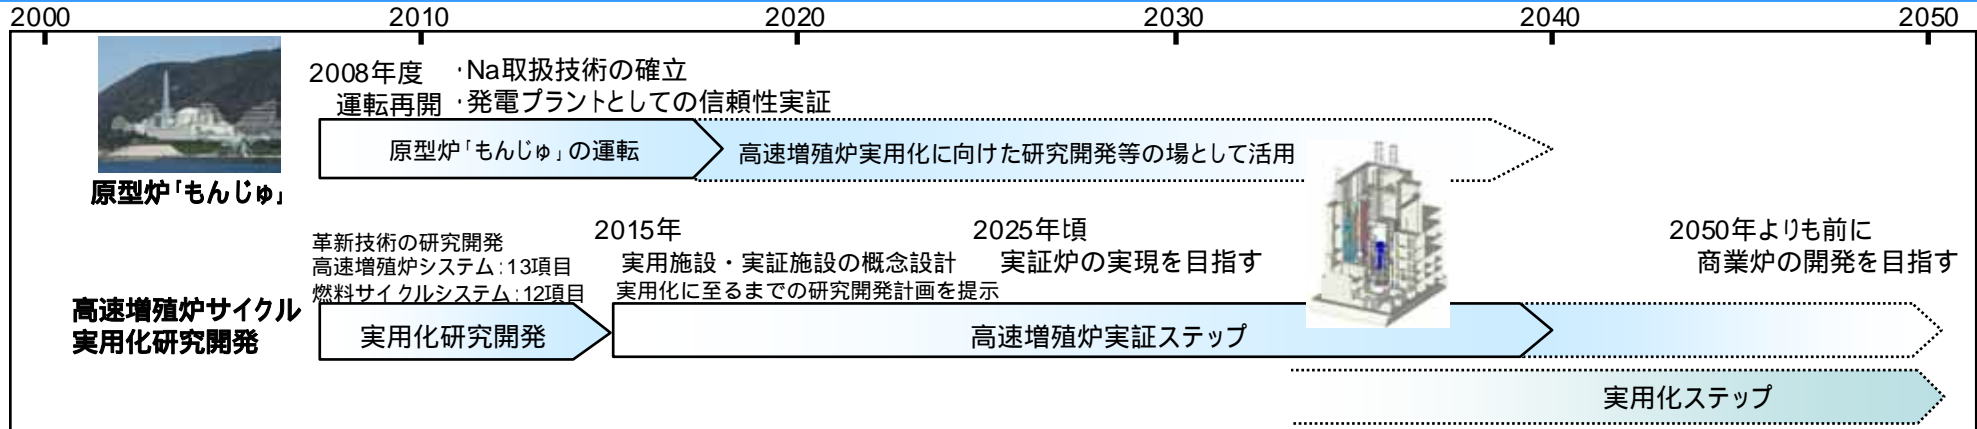 2000 2010 2020 2030 2040 2050
2008年度
運転再開
・Na取扱技術の確立
・発電プラントとしての信頼性実証
原型炉「もんじゅ」の運転
高速増殖炉実用化に向けた研究開発等の場として活用
原型炉「もんじゅ」
革新技術の研究開発
高速増殖炉システム:13項目
燃料サイクルシステム:12項目
2015年
実用施設・実証施設の概念設計
実用化に至るまでの研究開発計画を提示
2025年頃
実証炉の実現を目指す
2050年よりも前に
商業炉の開発を目指す
高速増殖炉サイクル
実用化研究開発
実用化研究開発
高速増殖炉実証ステップ
実用化ステップ